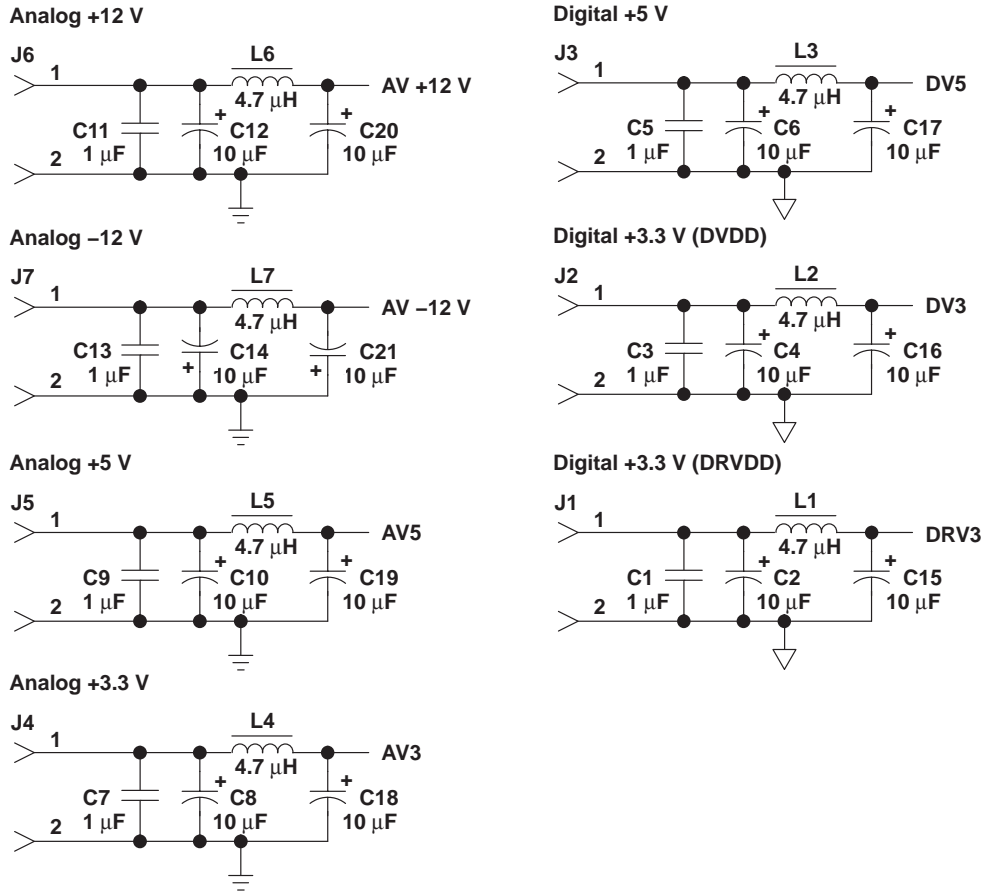 Analog +12 V
J6
1
L6
4.7 μH
AV +12 V
C11
1 μF
+
C12
10 μF
+
C20
10 μF
2
Analog –12 V
J7
1
L7
4.7 μH
AV –12 V
C13
1 μF
+
C14
10 μF
+
C21
10 μF
2
Analog +5 V
J5
1
L5
4.7 μH
AV5
C9
1 μF
+
C10
10 μF
+
C19
10 μF
2
Analog +3.3 V
J4
1
L4
4.7 μH
AV3
C7
1 μF
+
C8
10 μF
+
C18
10 μF
2
Digital +5 V
J3
1
L3
4.7 μH
DV5
C5
1 μF
+
C6
10 μF
+
C17
10 μF
2
Digital +3.3 V (DVDD)
J2
1
L2
4.7 μH
DV3
C3
1 μF
+
C4
10 μF
+
C16
10 μF
2
Digital +3.3 V (DRVDD)
J1
1
L1
4.7 μH
DRV3
C1
1 μF
+
C2
10 μF
+
C15
10 μF
2